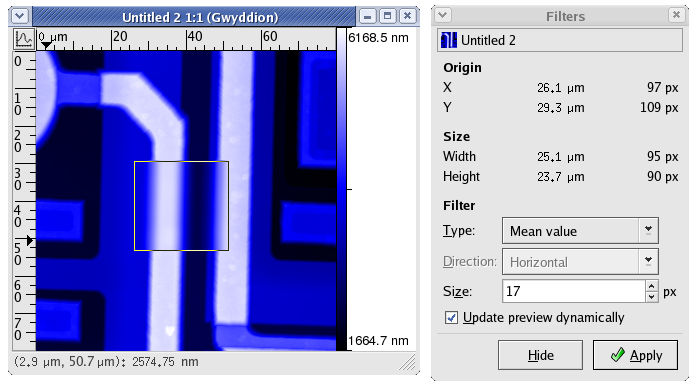 Untitled 2 1:1 (Gwyddion)
0 μm 20 40 60
6168.5 nm
0
10
20
30
40
50
60
70
1664.7 nm
(2.9 μm, 50.7 μm): 2574.75 nm
Filters
Untitled 2
Origin
X 26.1 μm 97 px
Y 29.3 μm 109 px
Size
Width 25.1 μm 95 px
Height 23.7 μm 90 px
Filter
Type: Mean value
Direction: Horizontal
Size: 17 px
Update preview dynamically
Hide Apply